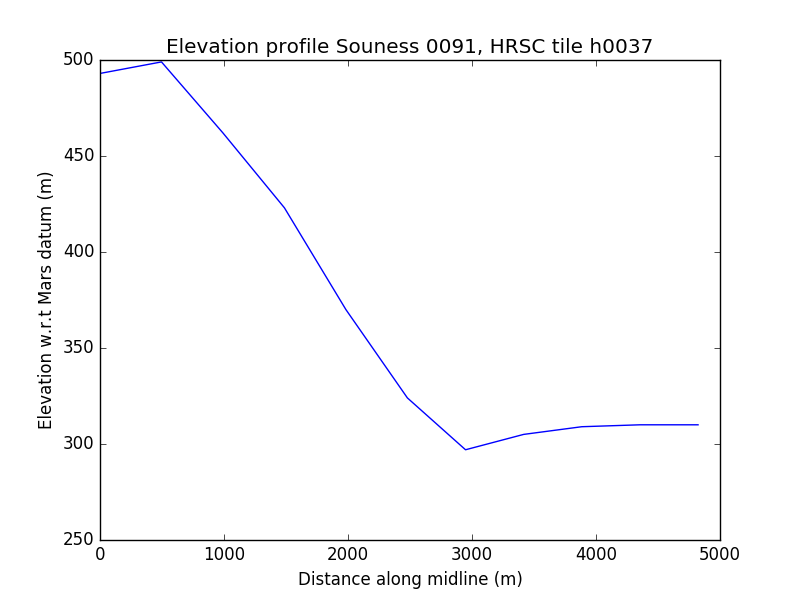 Elevation profile Souness 0091, HRSC tile h0037
Elevation w.r.t Mars datum (m)
500
450
400
350
300
250
0 1000 2000 3000 4000 5000
Distance along midline (m)